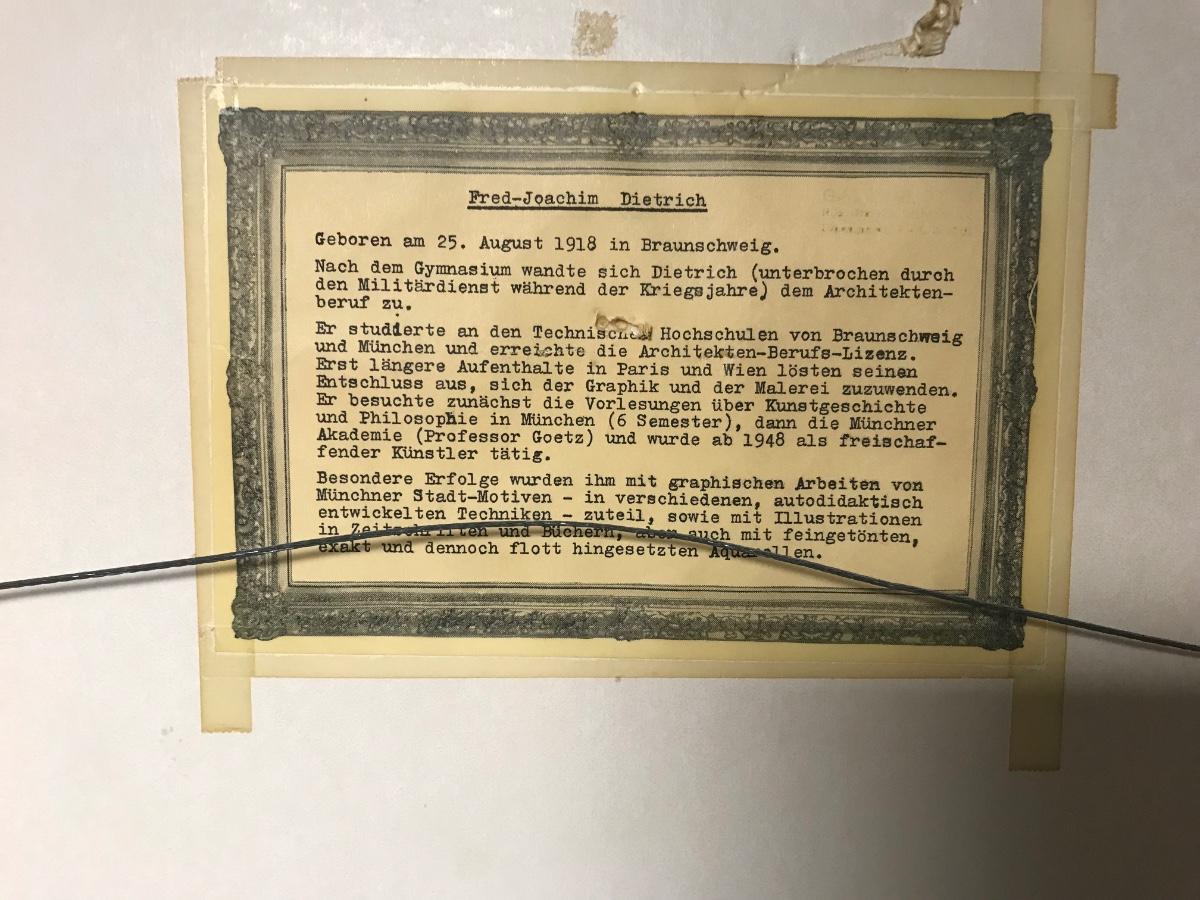 Fred-Joachim Dietrich
Geboren am 25. August 1918 in Braunschweig.
Nach dem Gymnasium wandte sich Dietrich (unterbrochen durch
den Militärdienst während der Kriegsjahre) dem Architekten-
beruf zu.
Er studierte an den Technischen Hochschulen von Braunschweig
und München und erreichte die Architekten-Berufs-Lizenz.
Erst längere Aufenthalte in Paris und Wien lösten seinen
Entschluss aus, sich der Graphik und der Malerei zuzuwenden.
Er besuchte zunächst die Vorlesungen über Kunstgeschichte
und Philosophie in München (6 Semester), dann die Münchner
Akademie (Professor Goetz) und wurde ab 1948 als freischaf-
fender Künstler tätig.
Besondere Erfolge wurden ihm mit graphischen Arbeiten von
Münchner Stadt-Motiven - in verschiedenen, autodidaktisch
entwickelten Techniken - zuteil, sowie mit Illustrationen
in Zeitschriften und Büchern, aber auch mit feingetönten,
exakt und dennoch flott hingesetzten Aquarellen.